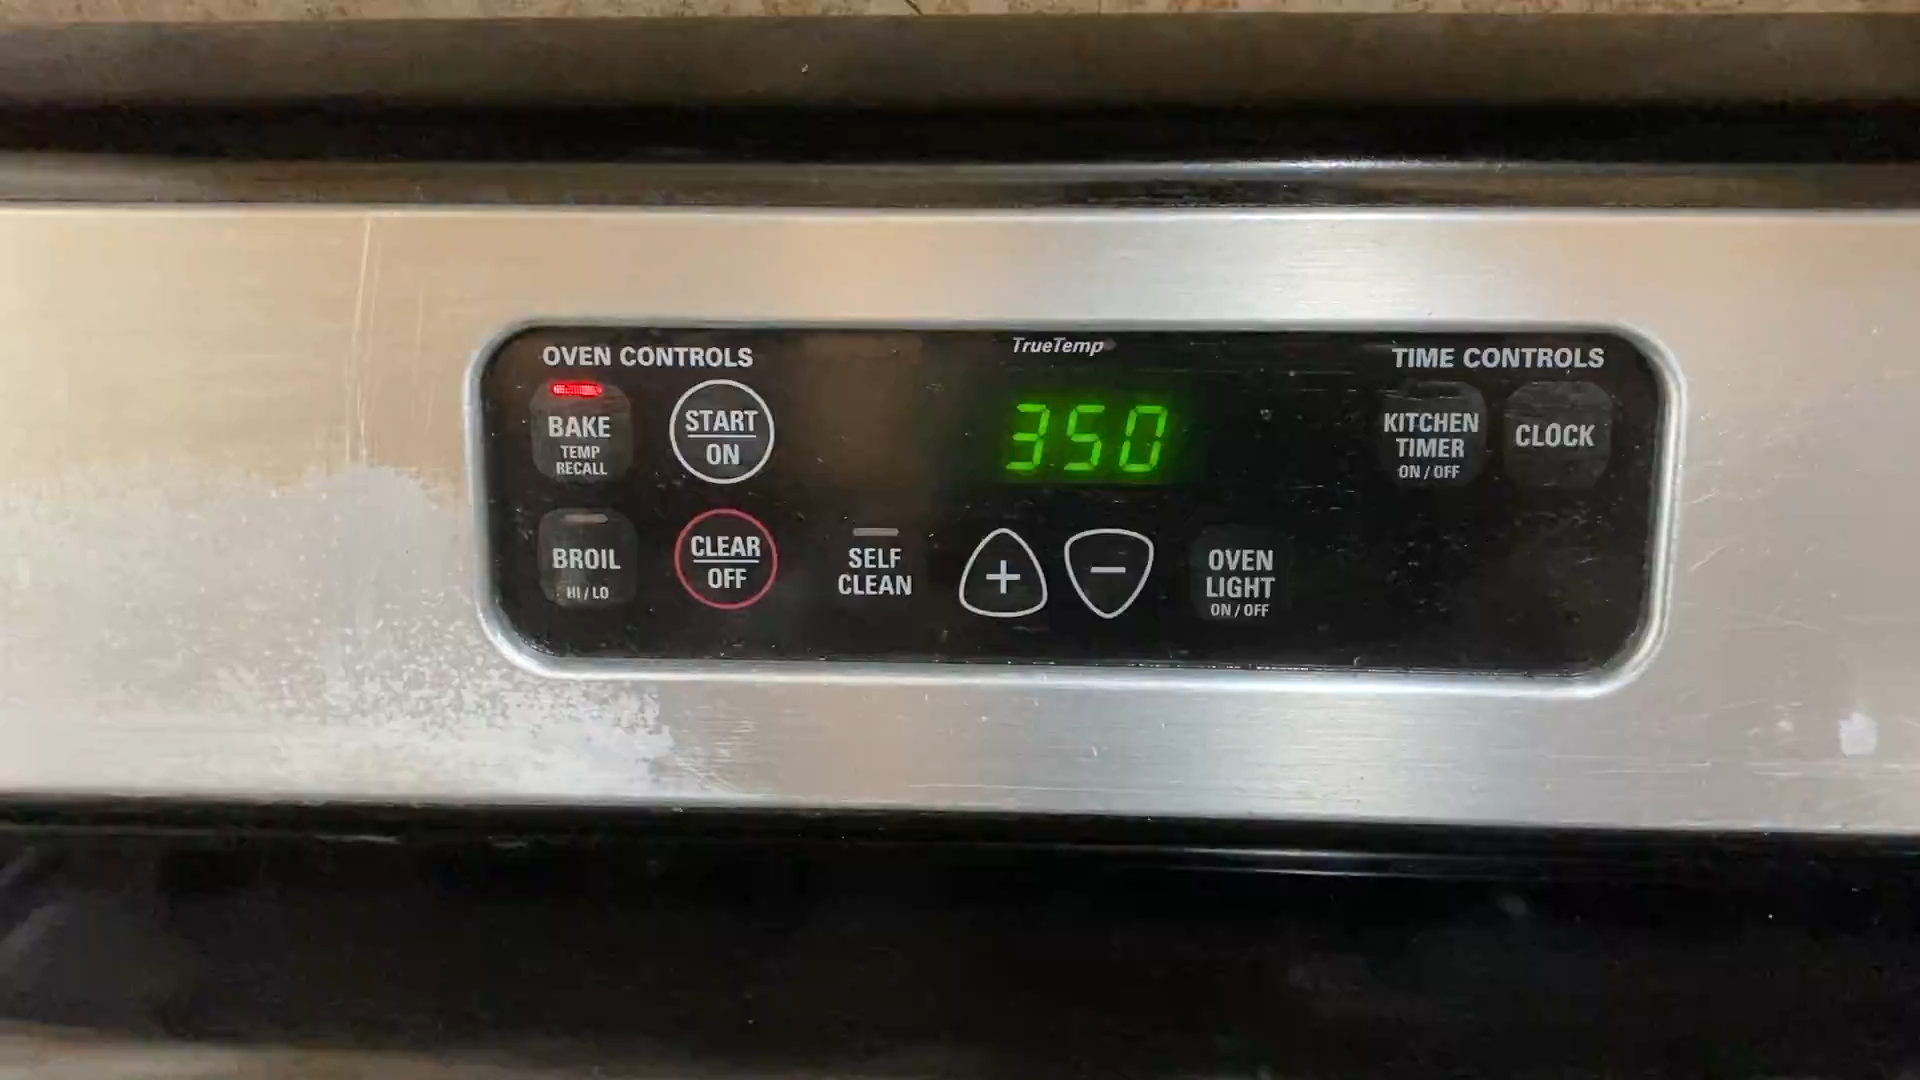 OVEN CONTROLS
TrueTemp
TIME CONTROLS
BAKE
TEMP
RECALL
START
ON
350
KITCHEN
TIMER
ON / OFF
CLOCK
BROIL
HI / LO
CLEAR
OFF
SELF
CLEAN
+
−
OVEN
LIGHT
ON / OFF